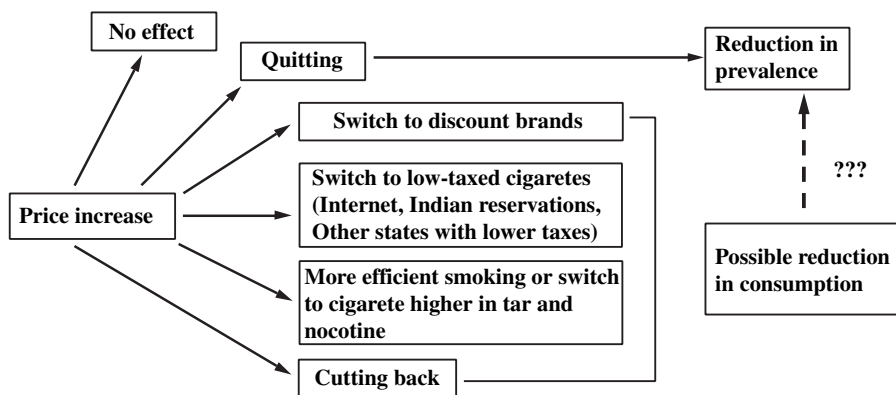 No effect
Quitting
Reduction in
prevalence
Switch to discount brands
???
Switch to low-taxed cigaretes
(Internet, Indian reservations,
Other states with lower taxes)
Price increase
Possible reduction
in consumption
More efficient smoking or switch
to cigarete higher in tar and
nocotine
Cutting back